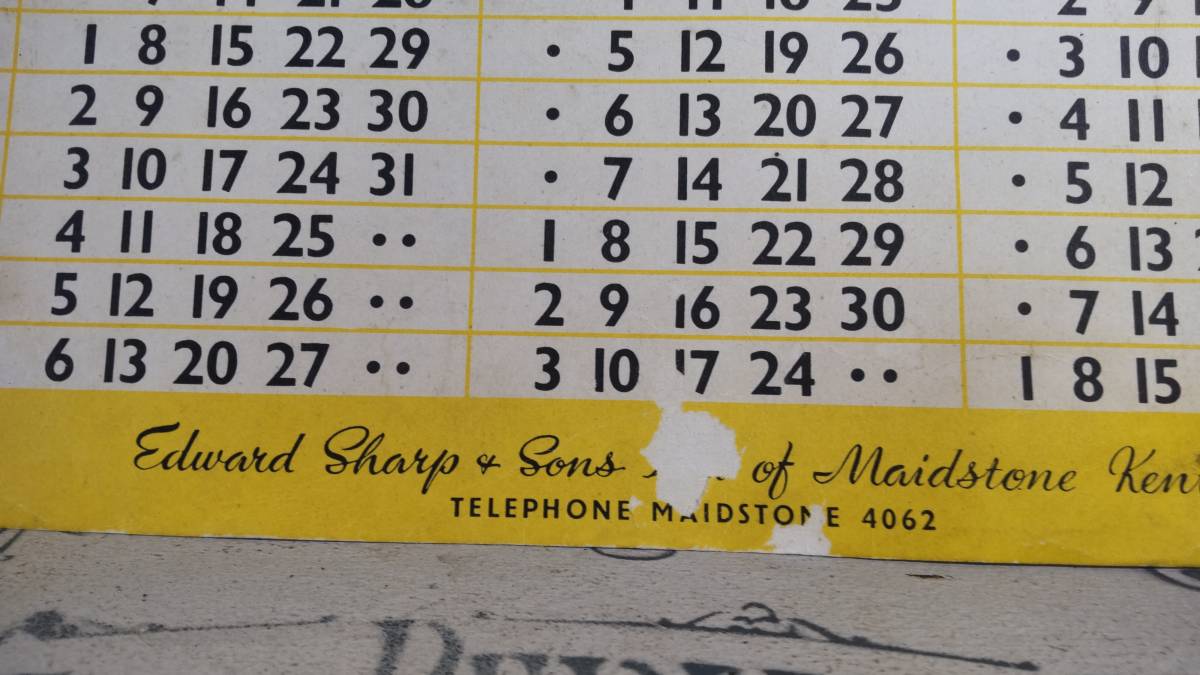 1 8 15 22 29 • 5 12 19 26 • 3 10
2 9 16 23 30 • 6 13 20 27 • 4 11
3 10 17 24 31 • 7 14 21 28 • 5 12
4 11 18 25 • • 1 8 15 22 29 • 6 13
5 12 19 26 • • 2 9 16 23 30 • 7 14
6 13 20 27 • • 3 10 17 24 • • 1 8 15
Edward Sharp & Sons of Maidstone Kent
TELEPHONE MAIDSTONE 4062